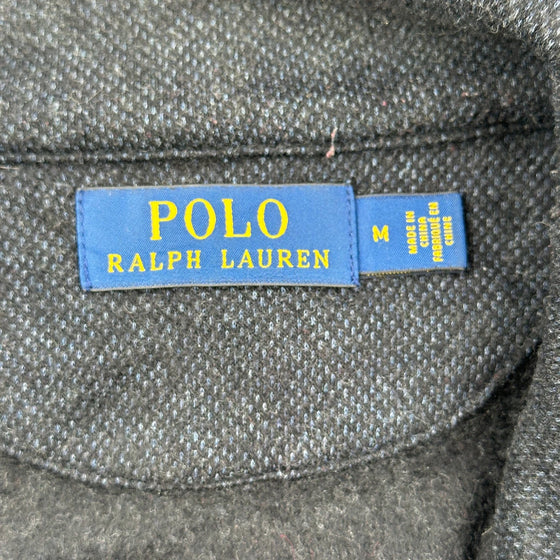 POLO
RALPH LAUREN
M
MADE IN
CHINA
FABRIQUÉ EN
CHINE